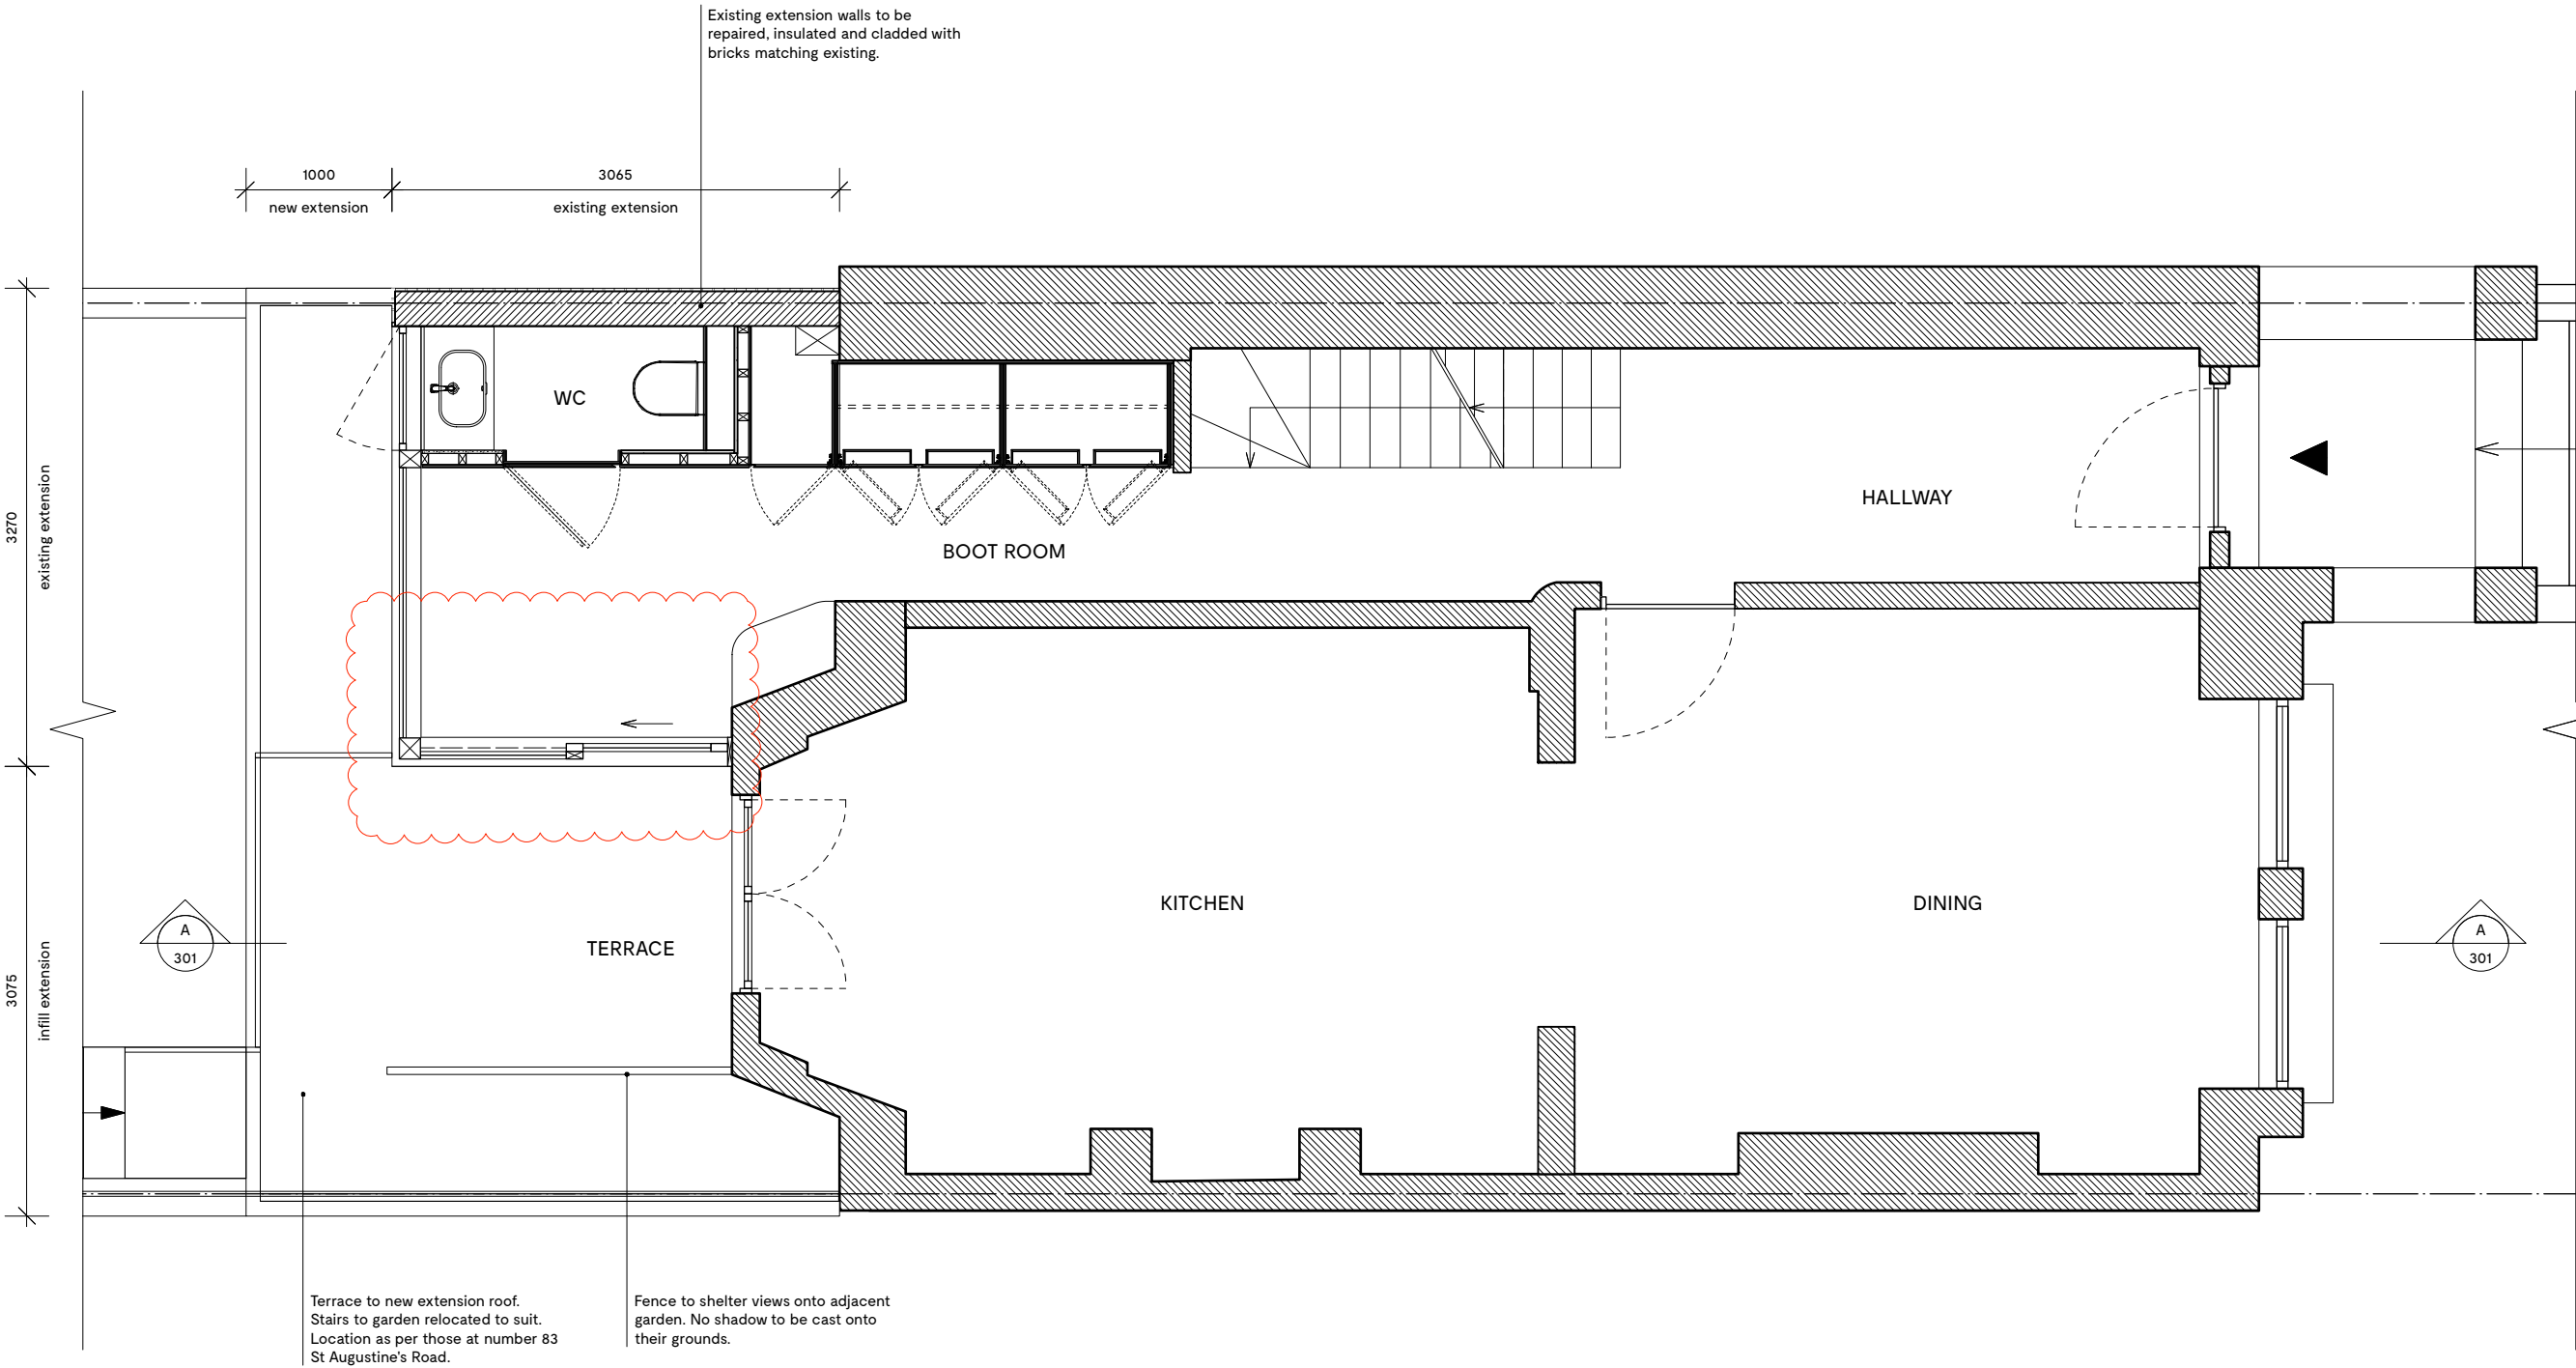 Existing extension walls to be
repaired, insulated and cladded with
bricks matching existing.
1000
3065
new extension
existing extension
3270
existing extension
3075
infill extension
WC
HALLWAY
BOOT ROOM
KITCHEN
DINING
TERRACE
A
301
A
301
Terrace to new extension roof.
Stairs to garden relocated to suit.
Location as per those at number 83
St Augustine's Road.
Fence to shelter views onto adjacent
garden. No shadow to be cast onto
their grounds.